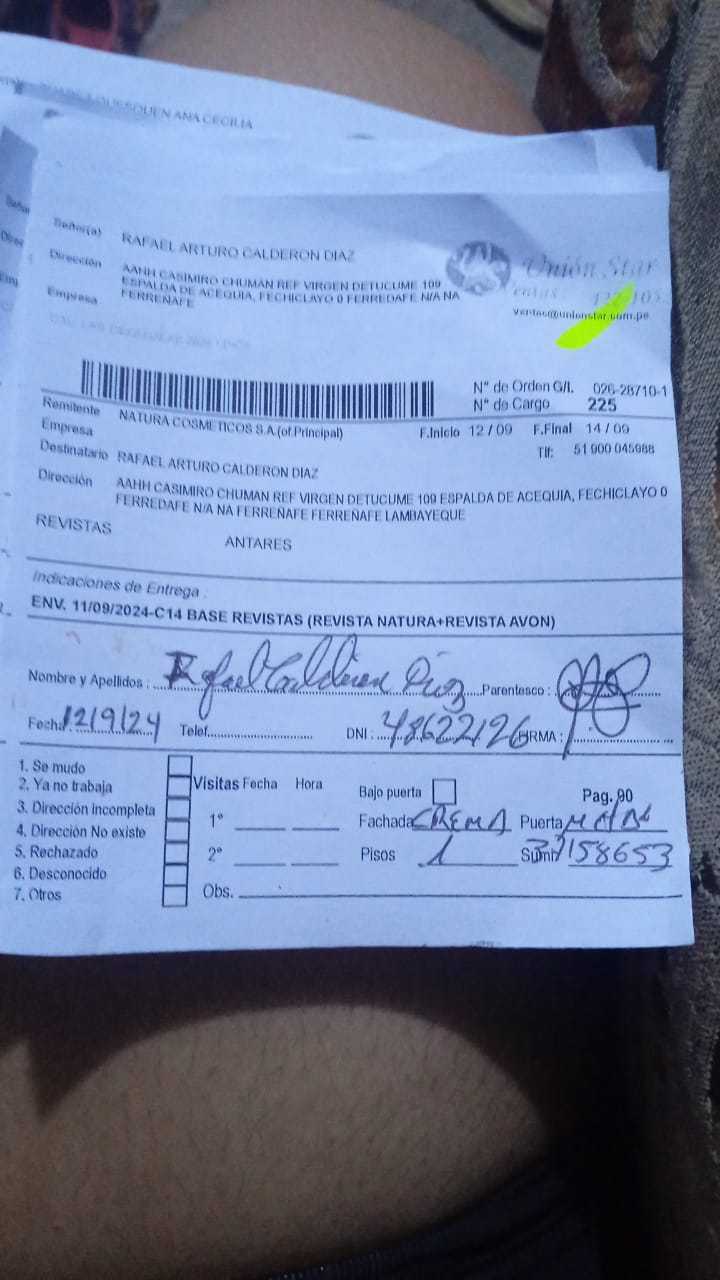 QUESQUEN ANA CECILIA
Señor(a) RAFAEL ARTURO CALDERON DIAZ
Dirección AAHH CASIMIRO CHUMAN REF VIRGEN DETUCUME 109
ESPALDA DE ACEQUIA, FECHICLAYO 0 FERREDAFE N/A NA
Empresa FERREÑAFE
Unión Star
Ventas:
ventas@unionstar.com.pe
N° de Orden G/I. 026-28710-1
N° de Cargo 225
Remitente NATURA COSMETICOS S.A.(of.Principal)
Empresa F.Inicio 12 / 09 F.Final 14 / 09
Destinatario RAFAEL ARTURO CALDERON DIAZ Tlf: 51 900 045988
Dirección AAHH CASIMIRO CHUMAN REF VIRGEN DETUCUME 109 ESPALDA DE ACEQUIA, FECHICLAYO 0
FERREDAFE N/A NA FERREÑAFE FERREÑAFE LAMBAYEQUE
REVISTAS ANTARES
Indicaciones de Entrega :
ENV. 11/09/2024-C14 BASE REVISTAS (REVISTA NATURA+REVISTA AVON)
Nombre y Apellidos : Rafael Calderon Diaz Parentesco :
Fecha: 12/9/24 Telef. DNI : 48622126 FIRMA :
1. Se mudo
2. Ya no trabaja
3. Dirección incompleta
4. Dirección No existe
5. Rechazado
6. Desconocido
7. Otros
Visitas Fecha Hora
1°
2°
Obs.
Bajo puerta Pag. 90
Fachada CREMA Puerta
Pisos 1 Sumin